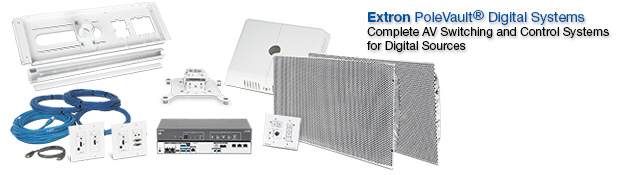 Extron PoleVault® Digital Systems
Complete AV Switching and Control Systems
for Digital Sources